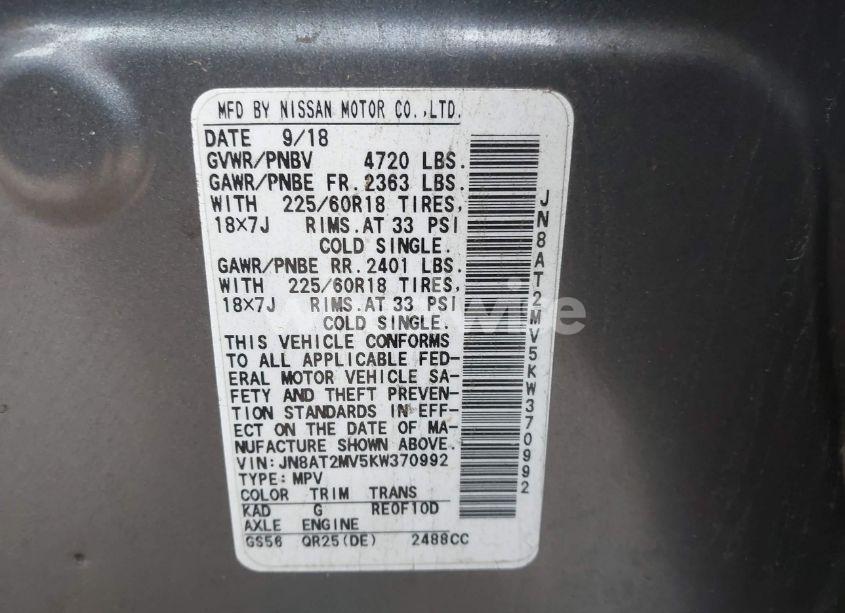 MFD BY NISSAN MOTOR CO.,LTD.
DATE 9/18
GVWR/PNBV 4720 LBS.
GAWR/PNBE FR. 2363 LBS.
WITH 225/60R18 TIRES,
18×7J RIMS.AT 33 PSI
COLD SINGLE.
GAWR/PNBE RR. 2401 LBS.
WITH 225/60R18 TIRES,
18×7J RIMS.AT 33 PSI
COLD SINGLE.
THIS VEHICLE CONFORMS
TO ALL APPLICABLE FED-
ERAL MOTOR VEHICLE SA-
FETY AND THEFT PREVEN-
TION STANDARDS IN EFF-
ECT ON THE DATE OF MA-
NUFACTURE SHOWN ABOVE.
VIN: JN8AT2MV5KW370992
TYPE: MPV
COLOR TRIM TRANS
KAD G RE0F10D
AXLE ENGINE
GS56 QR25(DE) 2488CC
JN8AT2MV5KW370992